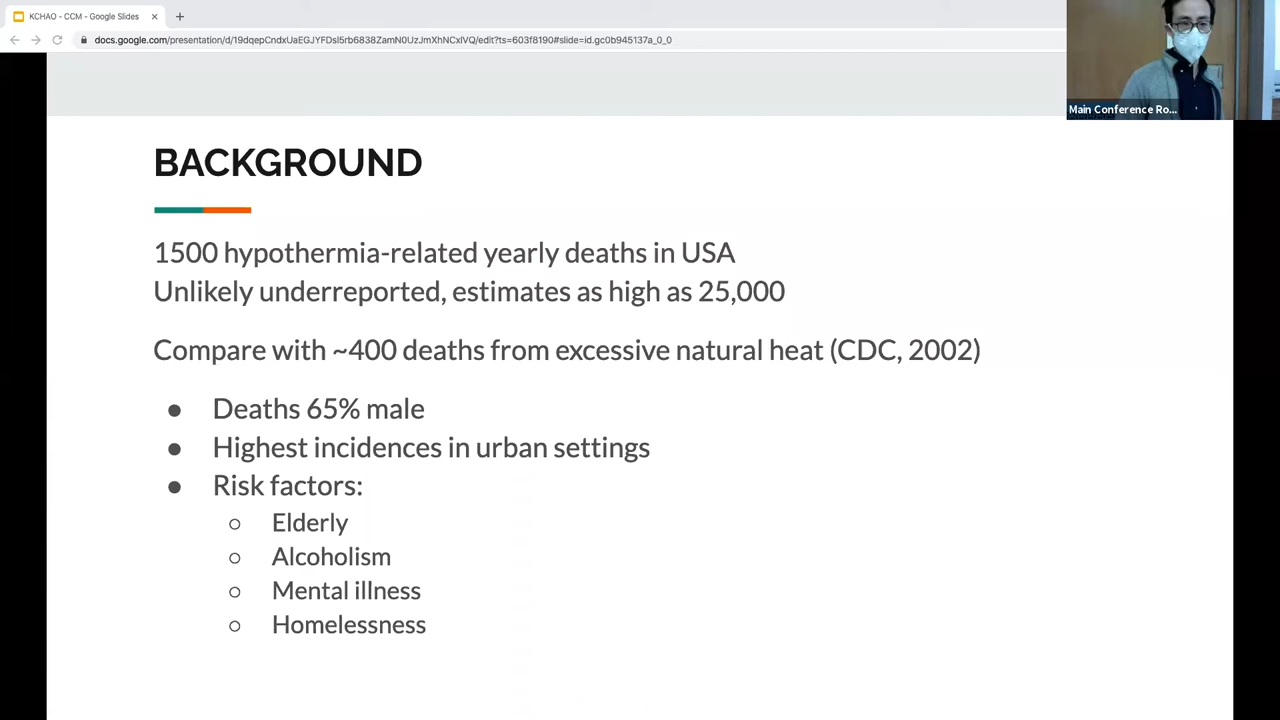 KCHAO - CCM - Google Slides
docs.google.com/presentation/d/19dqepCndxUaEGJYFDsl5rb6838ZamN0UzJmXhNCxlVQ/edit?ts=603f8190#slide=id.gc0b945137a_0_0
Main Conference Ro...
BACKGROUND
1500 hypothermia-related yearly deaths in USA
Unlikely underreported, estimates as high as 25,000
Compare with ~400 deaths from excessive natural heat (CDC, 2002)
● Deaths 65% male
● Highest incidences in urban settings
● Risk factors:
○ Elderly
○ Alcoholism
○ Mental illness
○ Homelessness